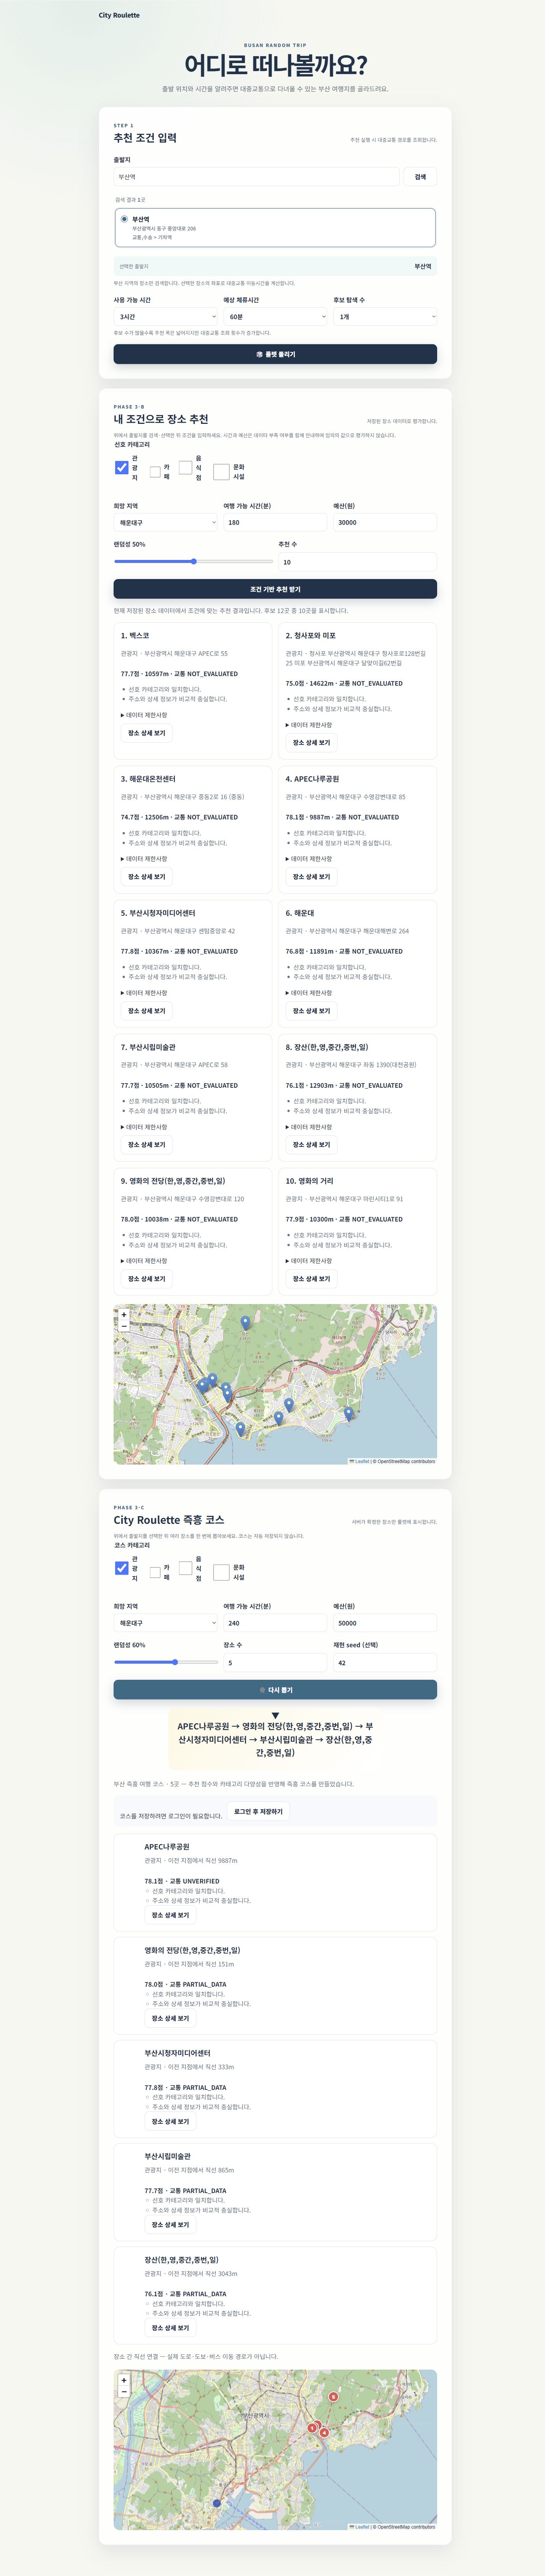 City Roulette
BUSAN RANDOM TRIP
어디로 떠나볼까요?
출발 위치와 시간을 알려주면 대중교통으로 다녀올 수 있는 부산 여행지를 골라드려요.
STEP 1
추천 조건 입력
추천 실행 시 대중교통 경로를 조회합니다.
출발지
부산역
검색
검색 결과 1곳
부산역
부산광역시 동구 중앙대로 206
교통,수송 > 기차역
선택한 출발지
부산역
부산 지역의 장소만 검색합니다. 선택한 장소의 좌표로 대중교통 이동시간을 계산합니다.
사용 가능 시간
예상 체류시간
후보 탐색 수
3시간
60분
1개
후보 수가 많을수록 추천 폭은 넓어지지만 대중교통 조회 횟수가 증가합니다.
룰렛 돌리기
PHASE 3-B
내 조건으로 장소 추천
저장된 장소 데이터로 평가합니다.
위에서 출발지를 검색·선택한 뒤 조건을 입력하세요. 시간과 예산은 데이터 부족 여부를 함께 안내하며 임의의 값으로 평가하지 않습니다.
선호 카테고리
관광지
카페
음식점
문화시설
희망 지역
여행 가능 시간(분)
예산(원)
해운대구
180
30000
랜덤성 50%
추천 수
10
조건 기반 추천 받기
현재 저장된 장소 데이터에서 조건에 맞는 추천 결과입니다. 후보 12곳 중 10곳을 표시합니다.
1. 벡스코
관광지 · 부산광역시 해운대구 APEC로 55
77.7점 · 10597m · 교통 NOT_EVALUATED
선호 카테고리와 일치합니다.
주소와 상세 정보가 비교적 충실합니다.
▶ 데이터 제한사항
장소 상세 보기
2. 청사포와 미포
관광지 · 청사포 부산광역시 해운대구 청사포로128번길
25 미포 부산광역시 해운대구 달맞이길62번길
75.0점 · 14622m · 교통 NOT_EVALUATED
선호 카테고리와 일치합니다.
주소와 상세 정보가 비교적 충실합니다.
▶ 데이터 제한사항
장소 상세 보기
3. 해운대온천센터
관광지 · 부산광역시 해운대구 중동2로 16 (중동)
74.7점 · 12506m · 교통 NOT_EVALUATED
선호 카테고리와 일치합니다.
주소와 상세 정보가 비교적 충실합니다.
▶ 데이터 제한사항
장소 상세 보기
4. APEC나루공원
관광지 · 부산광역시 해운대구 수영강변대로 85
78.1점 · 9887m · 교통 NOT_EVALUATED
선호 카테고리와 일치합니다.
주소와 상세 정보가 비교적 충실합니다.
▶ 데이터 제한사항
장소 상세 보기
5. 부산시청자미디어센터
관광지 · 부산광역시 해운대구 센텀중앙로 42
77.8점 · 10367m · 교통 NOT_EVALUATED
선호 카테고리와 일치합니다.
주소와 상세 정보가 비교적 충실합니다.
▶ 데이터 제한사항
장소 상세 보기
6. 해운대
관광지 · 부산광역시 해운대구 해운대해변로 264
76.8점 · 11891m · 교통 NOT_EVALUATED
선호 카테고리와 일치합니다.
주소와 상세 정보가 비교적 충실합니다.
▶ 데이터 제한사항
장소 상세 보기
7. 부산시립미술관
관광지 · 부산광역시 해운대구 APEC로 58
77.7점 · 10505m · 교통 NOT_EVALUATED
선호 카테고리와 일치합니다.
주소와 상세 정보가 비교적 충실합니다.
▶ 데이터 제한사항
장소 상세 보기
8. 장산(한,영,중간,중번,일)
관광지 · 부산광역시 해운대구 좌동 1390(대천공원)
76.1점 · 12903m · 교통 NOT_EVALUATED
선호 카테고리와 일치합니다.
주소와 상세 정보가 비교적 충실합니다.
▶ 데이터 제한사항
장소 상세 보기
9. 영화의 전당(한,영,중간,중번,일)
관광지 · 부산광역시 해운대구 수영강변대로 120
78.0점 · 10038m · 교통 NOT_EVALUATED
선호 카테고리와 일치합니다.
주소와 상세 정보가 비교적 충실합니다.
▶ 데이터 제한사항
장소 상세 보기
10. 영화의 거리
관광지 · 부산광역시 해운대구 마린시티1로 91
77.9점 · 10300m · 교통 NOT_EVALUATED
선호 카테고리와 일치합니다.
주소와 상세 정보가 비교적 충실합니다.
▶ 데이터 제한사항
장소 상세 보기
+
−
Leaflet | © OpenStreetMap contributors
PHASE 3-C
City Roulette 즉흥 코스
서버가 확정한 장소만 룰렛에 표시합니다.
위에서 출발지를 선택한 뒤 여러 장소를 한 번에 뽑아보세요. 코스는 자동 저장되지 않습니다.
코스 카테고리
관광지
카페
음식점
문화시설
희망 지역
여행 가능 시간(분)
예산(원)
해운대구
240
50000
랜덤성 60%
장소 수
재현 seed (선택)
5
42
다시 뽑기
▼
APEC나루공원 → 영화의 전당(한,영,중간,중번,일) → 부
산시청자미디어센터 → 부산시립미술관 → 장산(한,영,중
간,중번,일)
부산 즉흥 여행 코스 · 5곳 — 추천 점수와 카테고리 다양성을 반영해 즉흥 코스를 만들었습니다.
코스를 저장하려면 로그인이 필요합니다.
로그인 후 저장하기
APEC나루공원
관광지 · 이전 지점에서 직선 9887m
78.1점 · 교통 UNVERIFIED
선호 카테고리와 일치합니다.
주소와 상세 정보가 비교적 충실합니다.
장소 상세 보기
영화의 전당(한,영,중간,중번,일)
관광지 · 이전 지점에서 직선 151m
78.0점 · 교통 PARTIAL_DATA
선호 카테고리와 일치합니다.
주소와 상세 정보가 비교적 충실합니다.
장소 상세 보기
부산시청자미디어센터
관광지 · 이전 지점에서 직선 333m
77.8점 · 교통 PARTIAL_DATA
선호 카테고리와 일치합니다.
주소와 상세 정보가 비교적 충실합니다.
장소 상세 보기
부산시립미술관
관광지 · 이전 지점에서 직선 865m
77.7점 · 교통 PARTIAL_DATA
선호 카테고리와 일치합니다.
주소와 상세 정보가 비교적 충실합니다.
장소 상세 보기
장산(한,영,중간,중번,일)
관광지 · 이전 지점에서 직선 3043m
76.1점 · 교통 PARTIAL_DATA
선호 카테고리와 일치합니다.
주소와 상세 정보가 비교적 충실합니다.
장소 상세 보기
장소 간 직선 연결 — 실제 도로·도보·버스 이동 경로가 아닙니다.
+
−
부산광역시
Leaflet | © OpenStreetMap contributors